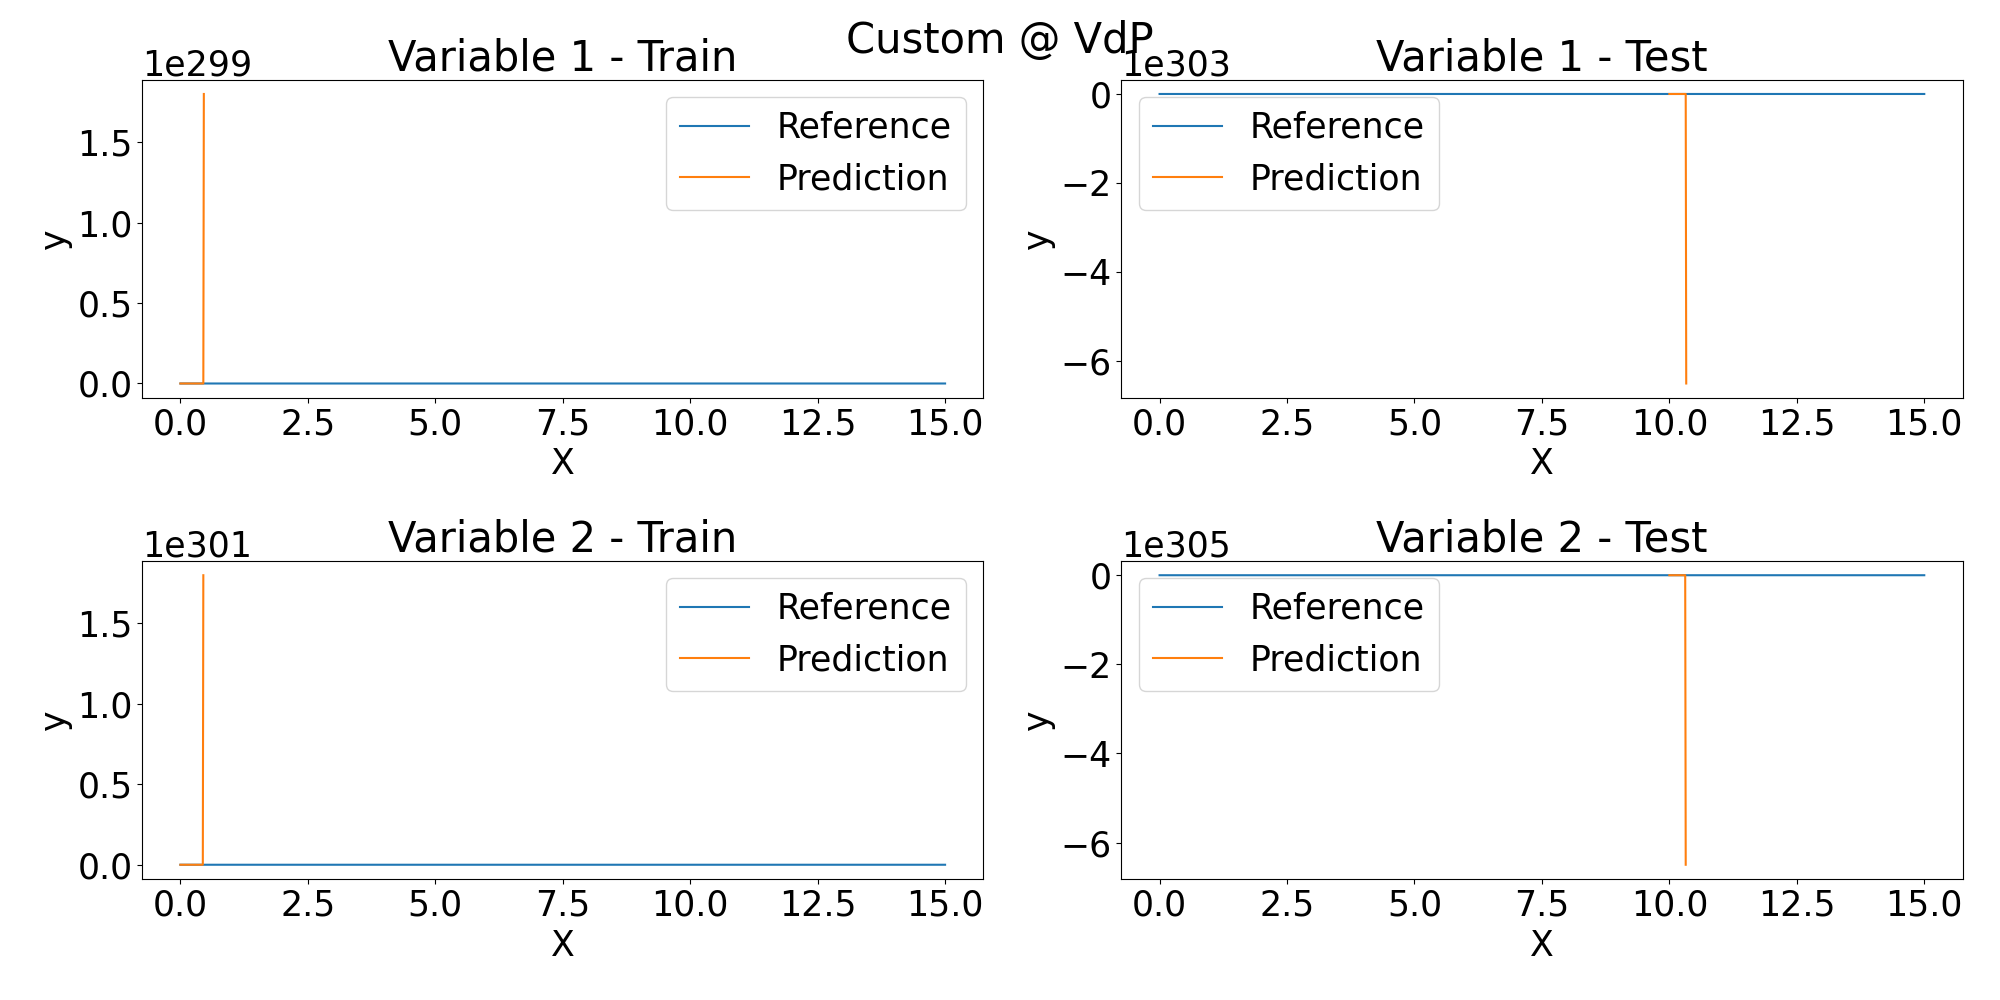 Custom @ VdP
Variable 1 - Train
1e299
Reference
Prediction
y
1.5
1.0
0.5
0.0
0.0 2.5 5.0 7.5 10.0 12.5 15.0
X
Variable 1 - Test
1e303
Reference
Prediction
y
0
−2
−4
−6
0.0 2.5 5.0 7.5 10.0 12.5 15.0
X
Variable 2 - Train
1e301
Reference
Prediction
y
1.5
1.0
0.5
0.0
0.0 2.5 5.0 7.5 10.0 12.5 15.0
X
Variable 2 - Test
1e305
Reference
Prediction
y
0
−2
−4
−6
0.0 2.5 5.0 7.5 10.0 12.5 15.0
X